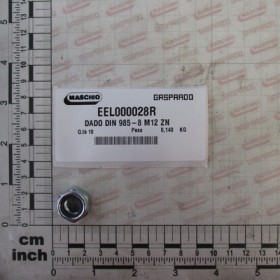 MASCHIO GASPARDO
EEL000028R
DADO DIN 985-8 M12 ZN
Q.tà 10 Peso 0,140 KG
cm
inch